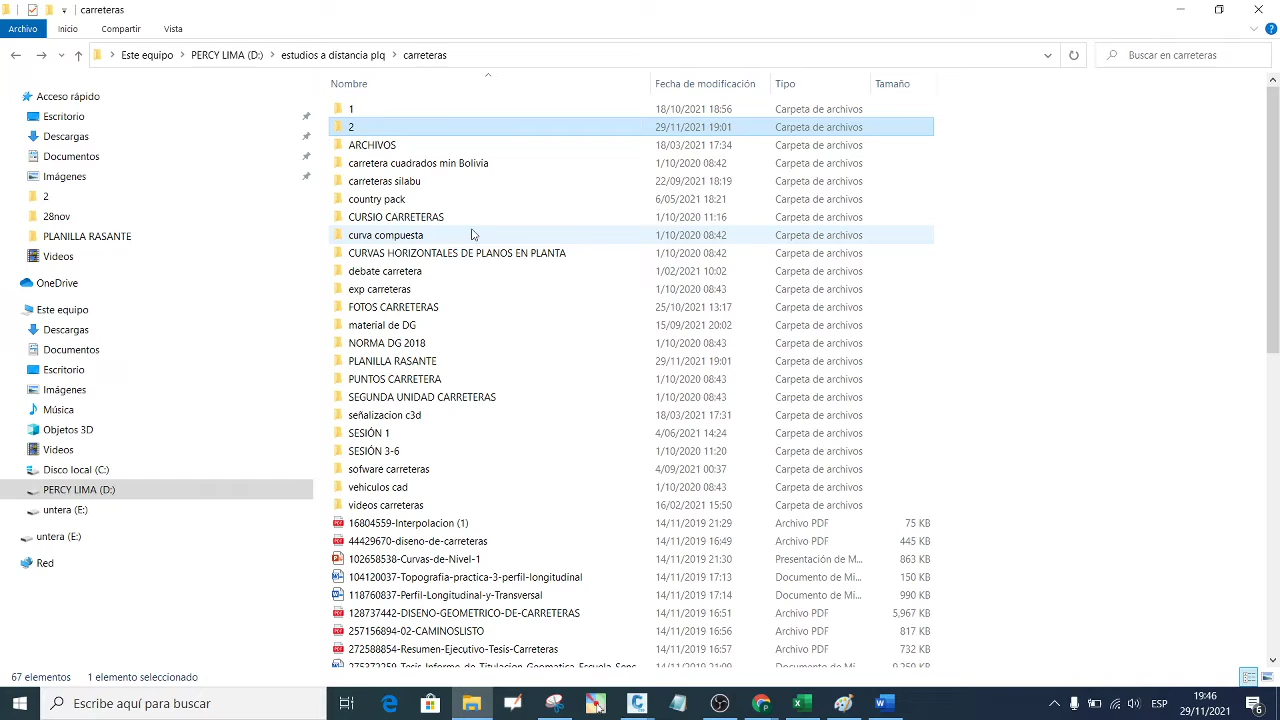 carreteras
Archivo Inicio Compartir Vista
Este equipo PERCY LIMA (D:) estudios a distancia plq carreteras Buscar en carreteras
Nombre Fecha de modificación Tipo Tamaño
Acceso rápido
Escritorio
Descargas
Documentos
Imágenes
2
28nov
PLANILLA RASANTE
Videos
OneDrive
Este equipo
Descargas
Documentos
Escritorio
Imágenes
Música
Objetos 3D
Videos
Disco local (C:)
PERCY LIMA (D:)
untera (E:)
untera (E:)
Red
1 18/10/2021 18:56 Carpeta de archivos
2 29/11/2021 19:01 Carpeta de archivos
ARCHIVOS 18/03/2021 17:34 Carpeta de archivos
carretera cuadrados min Bolivia 1/10/2020 08:42 Carpeta de archivos
carreteras silabu 22/09/2021 18:19 Carpeta de archivos
country pack 6/05/2021 18:21 Carpeta de archivos
CURSIO CARRETERAS 1/10/2020 11:16 Carpeta de archivos
curva compuesta 1/10/2020 08:42 Carpeta de archivos
CURVAS HORIZONTALES DE PLANOS EN PLANTA 1/10/2020 08:42 Carpeta de archivos
debate carretera 1/02/2021 10:02 Carpeta de archivos
exp carreteras 1/10/2020 08:43 Carpeta de archivos
FOTOS CARRETERAS 25/10/2021 13:17 Carpeta de archivos
material de DG 15/09/2021 20:02 Carpeta de archivos
NORMA DG 2018 1/10/2020 08:43 Carpeta de archivos
PLANILLA RASANTE 29/11/2021 19:01 Carpeta de archivos
PUNTOS CARRETERA 1/10/2020 08:43 Carpeta de archivos
SEGUNDA UNIDAD CARRETERAS 1/10/2020 08:43 Carpeta de archivos
señalizacion c3d 18/03/2021 17:31 Carpeta de archivos
SESIÓN 1 4/06/2021 14:24 Carpeta de archivos
SESIÓN 3-6 1/10/2020 11:20 Carpeta de archivos
sofware carreteras 4/09/2021 00:37 Carpeta de archivos
vehiculos cad 1/10/2020 08:43 Carpeta de archivos
videos carreteras 16/02/2021 15:50 Carpeta de archivos
16804559-Interpolacion (1) 14/11/2019 21:29 Archivo PDF 75 KB
44429670-diseno-de-carreteras 14/11/2019 16:49 Archivo PDF 445 KB
102658538-Curvas-de-Nivel-1 14/11/2019 21:30 Presentación de M... 863 KB
104120037-Topografia-practica-3-perfil-longitudinal 14/11/2019 17:13 Documento de Mi... 150 KB
118760837-Perfil-Longitudinal-y-Transversal 14/11/2019 17:14 Documento de Mi... 990 KB
128737442-DISENO-GEOMETRICO-DE-CARRETERAS 14/11/2019 16:51 Archivo PDF 5,967 KB
257156894-02-CAMINOSLISTO 14/11/2019 16:56 Archivo PDF 817 KB
272588854-Resumen-Ejecutivo-Tesis-Carreteras 14/11/2019 16:57 Archivo PDF 732 KB
67 elementos 1 elemento seleccionado
Escribe aquí para buscar
ESP
19:46
29/11/2021
6